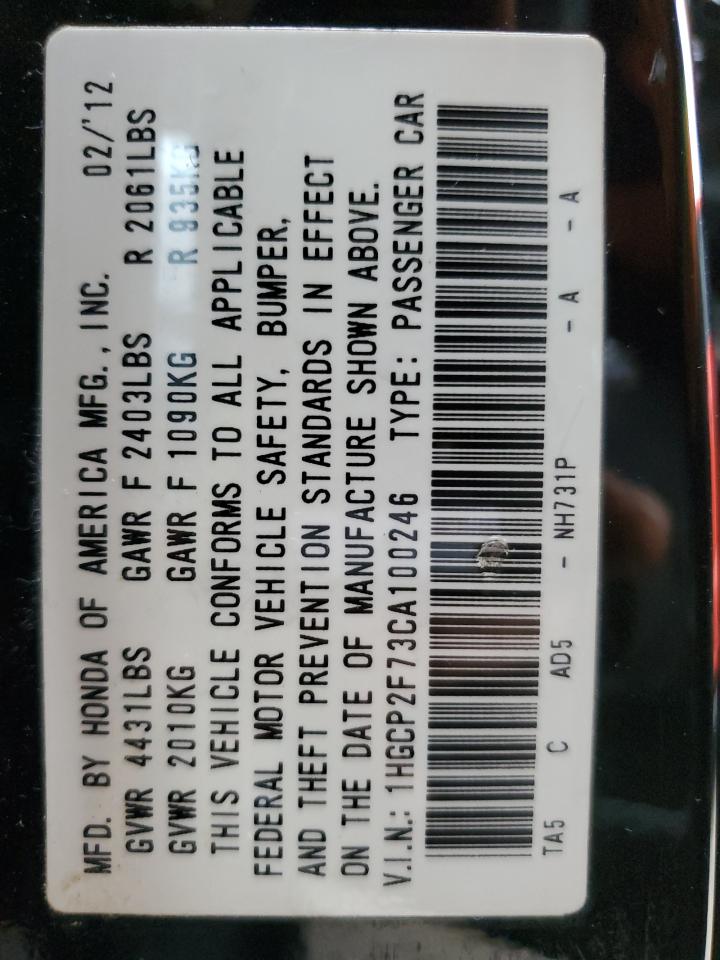 MFD. BY HONDA OF AMERICA MFG., INC. 02/'12
GVWR 4431LBS GAWR F 2403LBS R 2061LBS
GVWR 2010KG GAWR F 1090KG R 935KG
THIS VEHICLE CONFORMS TO ALL APPLICABLE
FEDERAL MOTOR VEHICLE SAFETY, BUMPER,
AND THEFT PREVENTION STANDARDS IN EFFECT
ON THE DATE OF MANUFACTURE SHOWN ABOVE.
V.I.N.: 1HGCP2F73CA100246 TYPE: PASSENGER CAR
TA5 C AD5 - NH731P - A - A